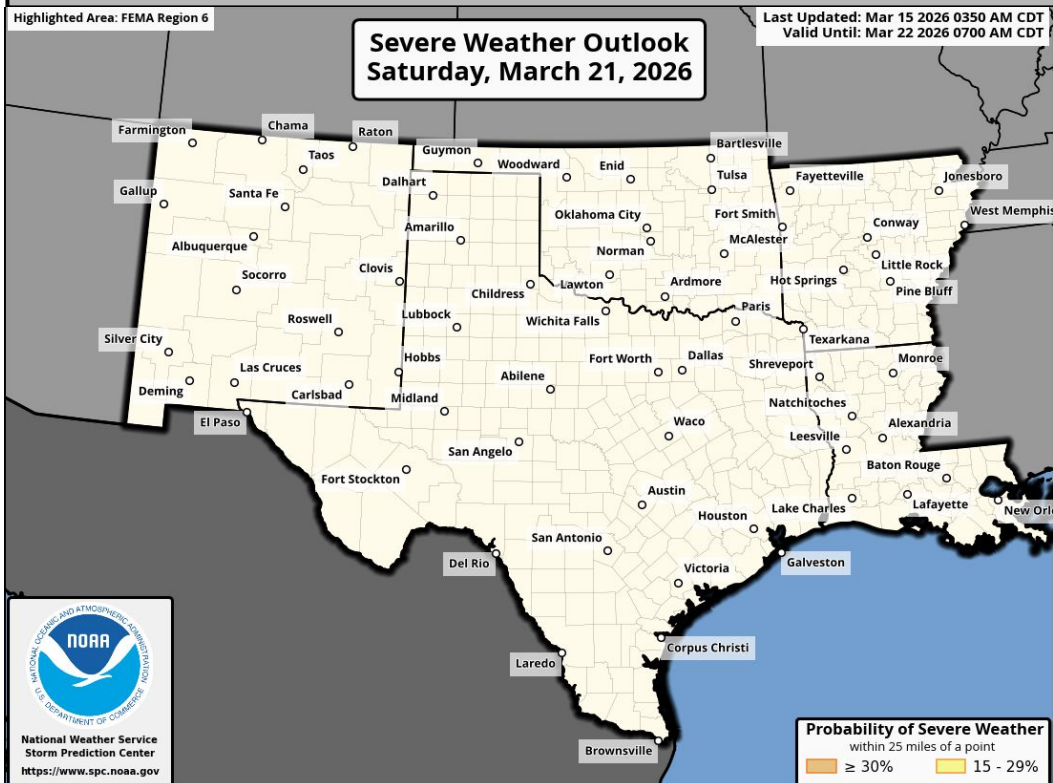 Highlighted Area: FEMA Region 6
Last Updated: Mar 15 2026 0350 AM CDT
Valid Until: Mar 22 2026 0700 AM CDT
Severe Weather Outlook
Saturday, March 21, 2026
Farmington
Chama
Raton
Taos
Guymon
Woodward
Enid
Bartlesville
Tulsa
Fayetteville
Jonesboro
Gallup
Santa Fe
Dalhart
Amarillo
Oklahoma City
Fort Smith
Conway
West Memphis
Albuquerque
Norman
McAlester
Little Rock
Socorro
Clovis
Childress
Lawton
Ardmore
Hot Springs
Pine Bluff
Roswell
Lubbock
Wichita Falls
Paris
Texarkana
Silver City
Las Cruces
Hobbs
Fort Worth
Dallas
Shreveport
Monroe
Deming
Carlsbad
Midland
Abilene
Natchitoches
El Paso
Waco
Leesville
Alexandria
San Angelo
Baton Rouge
Fort Stockton
Austin
Houston
Lake Charles
Lafayette
New Orl
San Antonio
Del Rio
Galveston
Victoria
Corpus Christi
Laredo
Brownsville
NATIONAL OCEANIC AND ATMOSPHERIC ADMINISTRATION
NOAA
U.S. DEPARTMENT OF COMMERCE
National Weather Service
Storm Prediction Center
https://www.spc.noaa.gov
Probability of Severe Weather
within 25 miles of a point
≥ 30%
15 - 29%